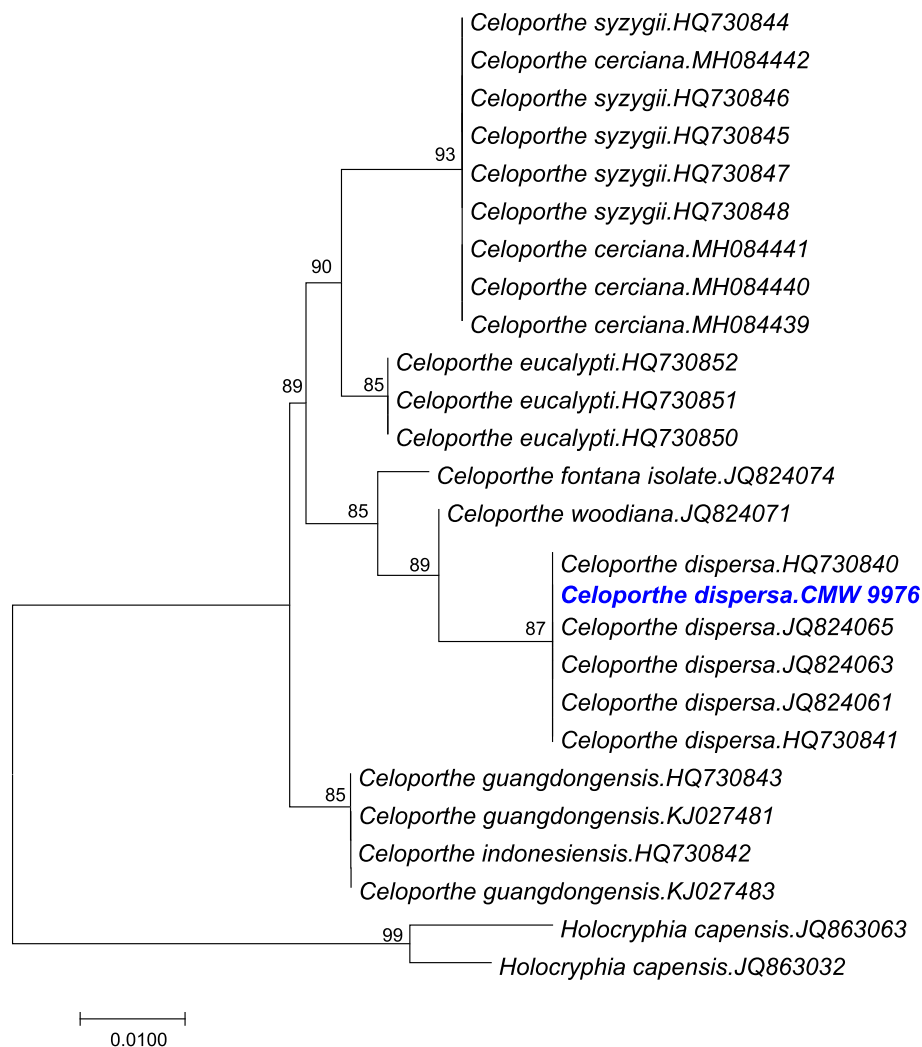 Celoporthe syzygii.HQ730844
Celoporthe cerciana.MH084442
Celoporthe syzygii.HQ730846
Celoporthe syzygii.HQ730845
93
Celoporthe syzygii.HQ730847
Celoporthe syzygii.HQ730848
Celoporthe cerciana.MH084441
90
Celoporthe cerciana.MH084440
Celoporthe cerciana.MH084439
Celoporthe eucalypti.HQ730852
89
85
Celoporthe eucalypti.HQ730851
Celoporthe eucalypti.HQ730850
Celoporthe fontana isolate.JQ824074
85
Celoporthe woodiana.JQ824071
89
Celoporthe dispersa.HQ730840
Celoporthe dispersa.CMW 9976
87
Celoporthe dispersa.JQ824065
Celoporthe dispersa.JQ824063
Celoporthe dispersa.JQ824061
Celoporthe dispersa.HQ730841
Celoporthe guangdongensis.HQ730843
85
Celoporthe guangdongensis.KJ027481
Celoporthe indonesiensis.HQ730842
Celoporthe guangdongensis.KJ027483
Holocryphia capensis.JQ863063
99
Holocryphia capensis.JQ863032
0.0100